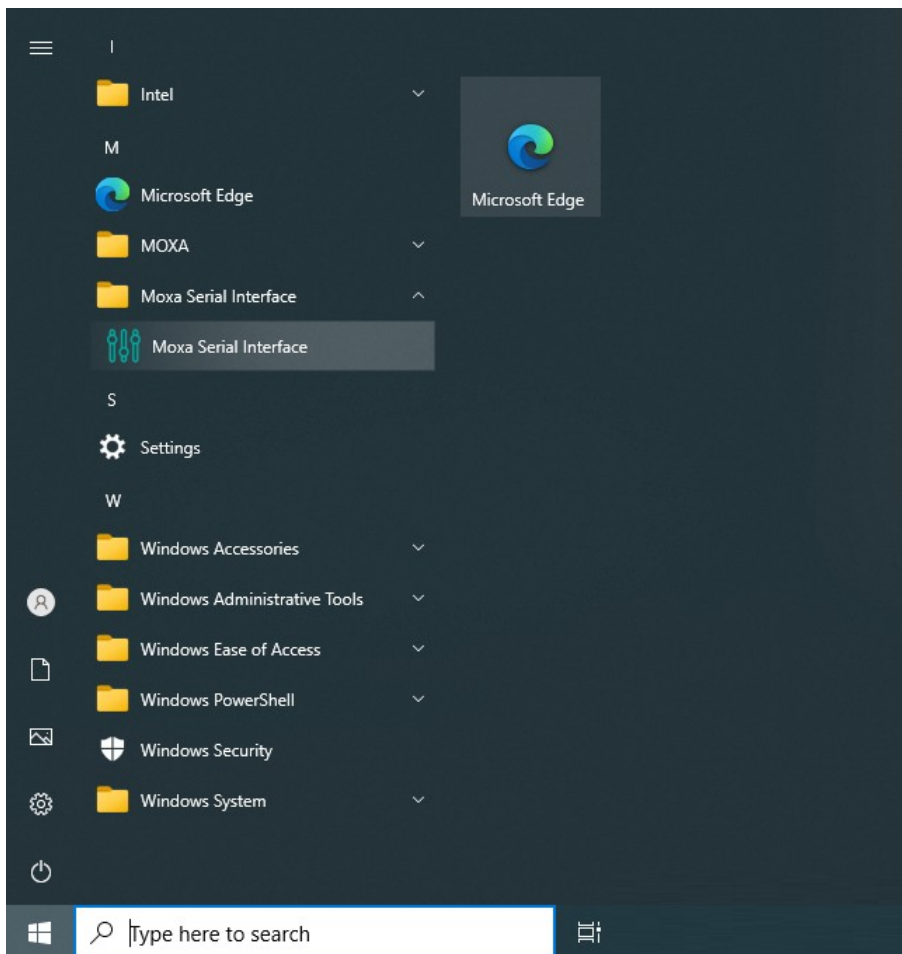 I
Intel
M
Microsoft Edge
MOXA
Moxa Serial Interface
Moxa Serial Interface
S
Settings
W
Windows Accessories
Windows Administrative Tools
Windows Ease of Access
Windows PowerShell
Windows Security
Windows System
Microsoft Edge
Type here to search